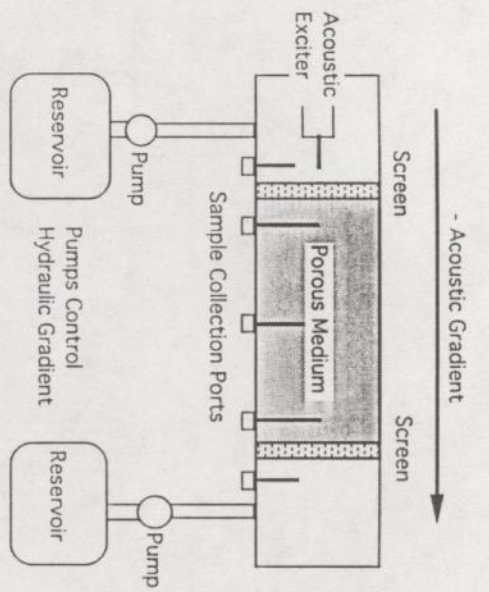 - Acoustic Gradient
Screen
Screen
Acoustic
Exciter
Porous Medium
Sample Collection Ports
Pump
Pump
Reservoir
Pumps Control
Hydraulic Gradient
Reservoir